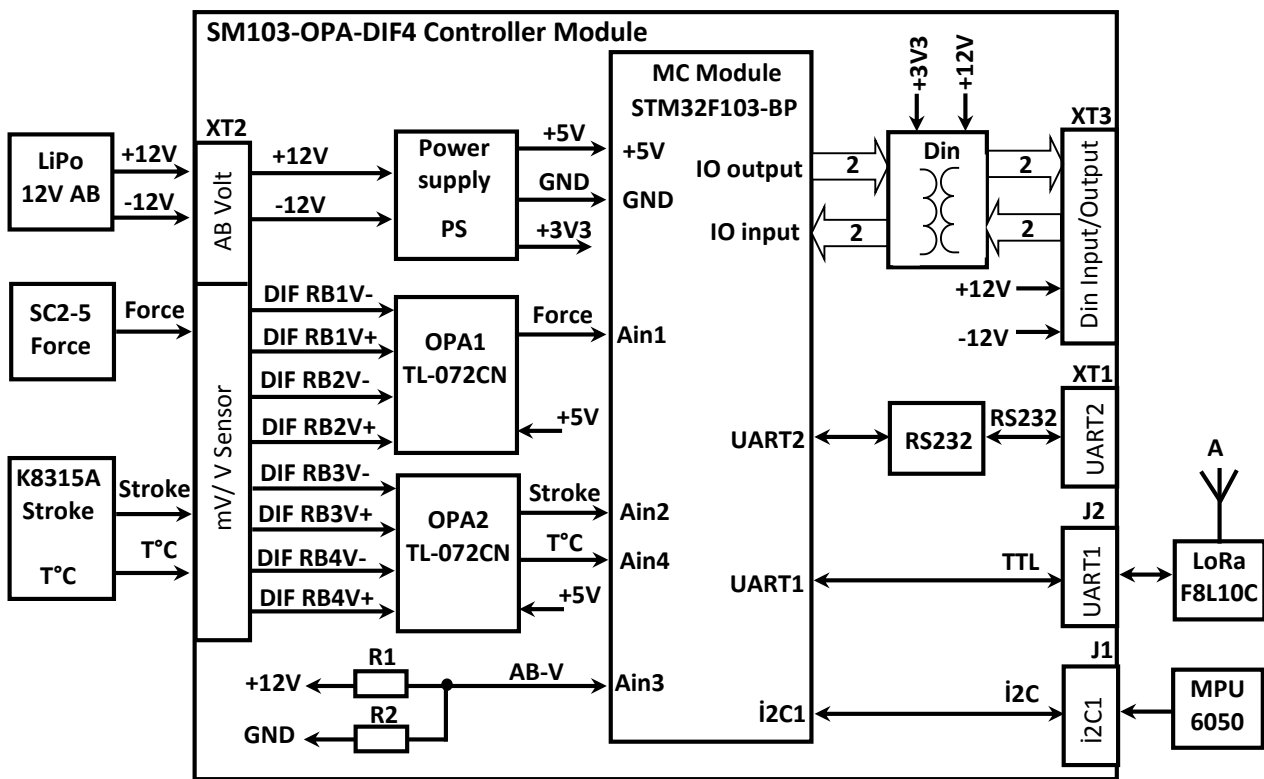 SM103-OPA-DIF4 Controller Module
LiPo
12V AB
+12V
-12V
SC2-5
Force
Force
K8315A
Stroke
T°C
Stroke
T°C
XT2
AB Volt
mV/ V Sensor
+12V
-12V
Power
supply
PS
+5V
GND
+3V3
DIF RB1V-
DIF RB1V+
DIF RB2V-
DIF RB2V+
OPA1
TL-072CN
Force
+5V
DIF RB3V-
DIF RB3V+
DIF RB4V-
DIF RB4V+
OPA2
TL-072CN
Stroke
T°C
+5V
+12V
R1
GND
R2
AB-V
MC Module
STM32F103-BP
+5V
GND
IO output
IO input
Ain1
UART2
Ain2
Ain4
UART1
Ain3
i2C1
+3V3
+12V
Din
2
2
2
2
XT3
Din Input/Output
+12V
-12V
XT1
RS232
RS232
UART2
J2
TTL
UART1
A
LoRa
F8L10C
J1
i2C
i2C1
MPU
6050